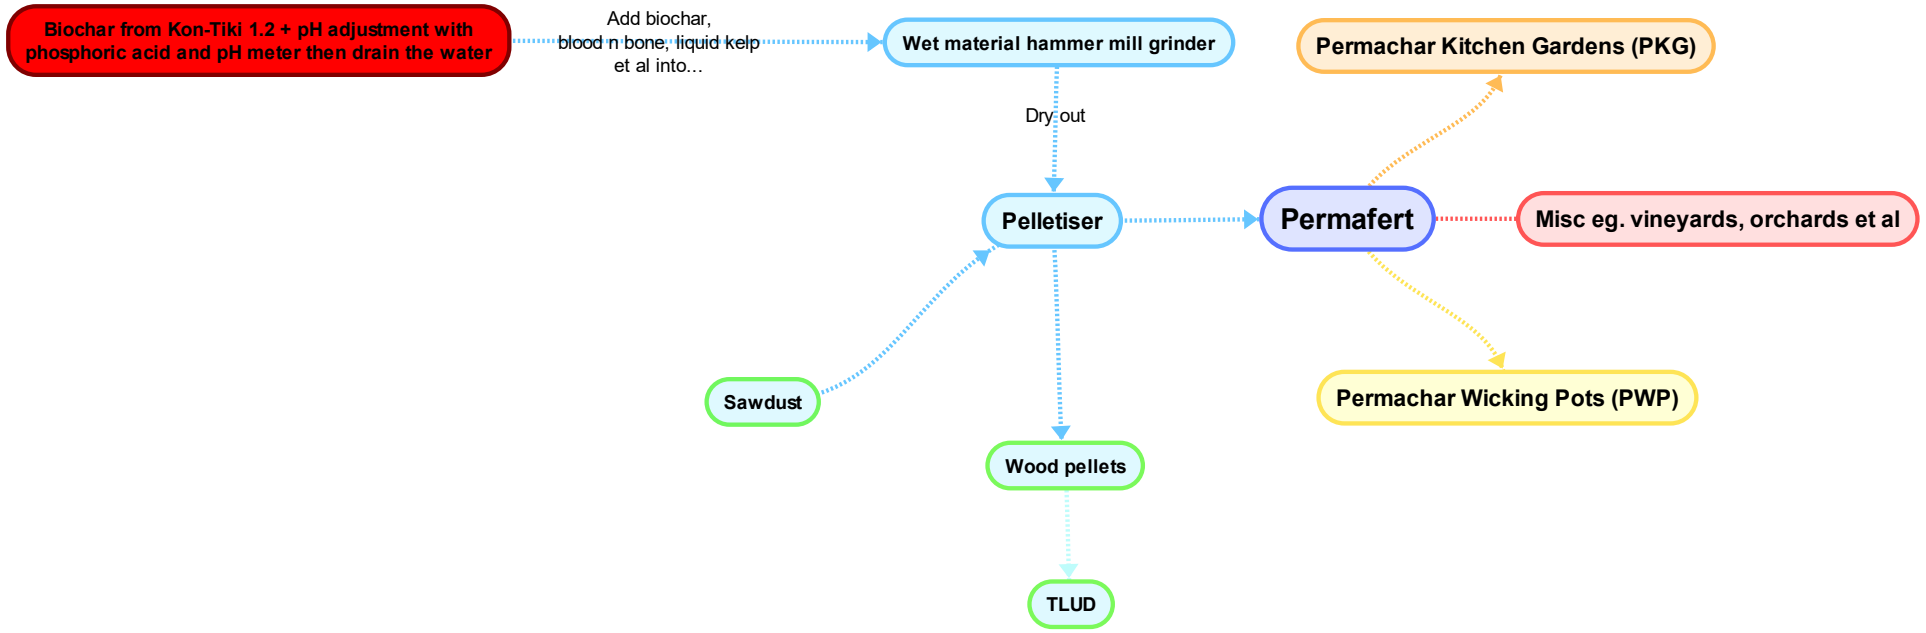 Biochar from Kon-Tiki 1.2 + pH adjustment with
phosphoric acid and pH meter then drain the water
Add biochar,
blood n bone, liquid kelp
et al into...
Wet material hammer mill grinder
Permachar Kitchen Gardens (PKG)
Dry out
Pelletiser
Permafert
Misc eg. vineyards, orchards et al
Sawdust
Permachar Wicking Pots (PWP)
Wood pellets
TLUD